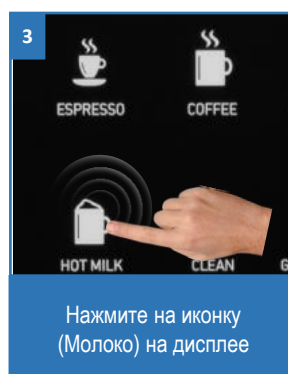 3
ESPRESSO COFFEE
HOT MILK CLEAN G
Нажмите на иконку
(Молоко) на дисплее